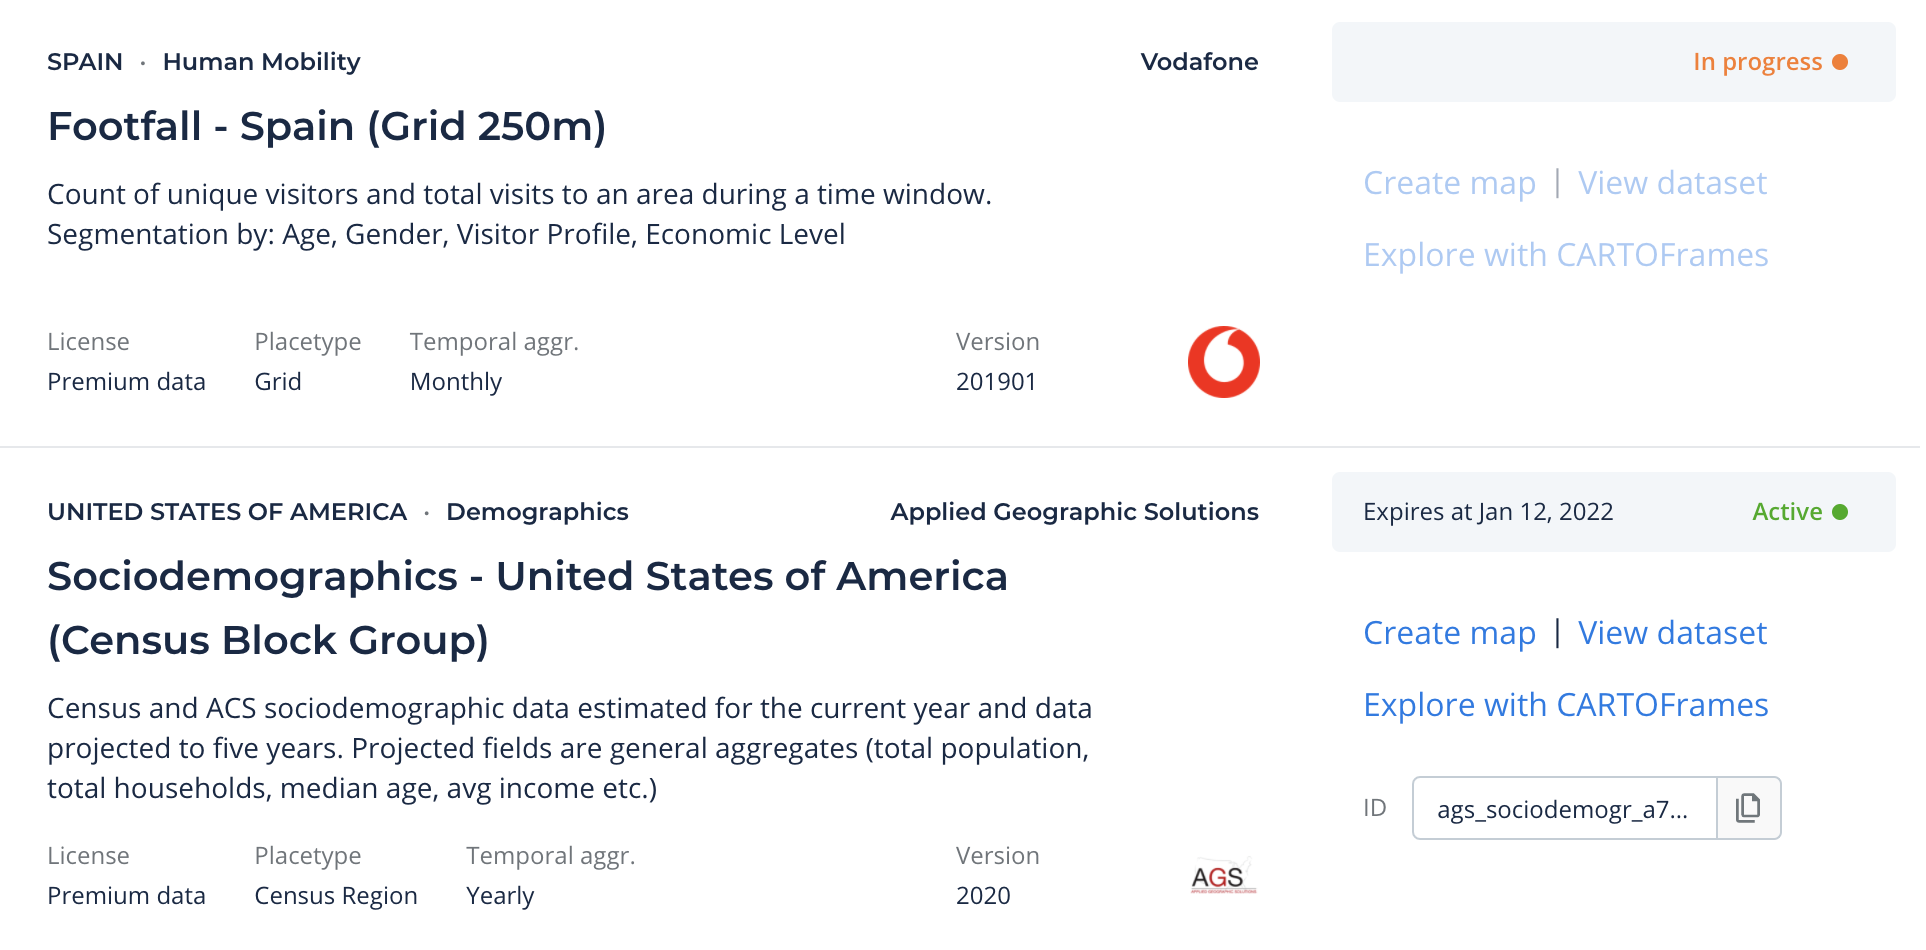 SPAIN · Human Mobility
Vodafone
In progress
Footfall - Spain (Grid 250m)
Count of unique visitors and total visits to an area during a time window.
Segmentation by: Age, Gender, Visitor Profile, Economic Level
Create map | View dataset
Explore with CARTOFrames
License
Placetype
Temporal aggr.
Version
Premium data
Grid
Monthly
201901
UNITED STATES OF AMERICA · Demographics
Applied Geographic Solutions
Expires at Jan 12, 2022
Active
Sociodemographics - United States of America
(Census Block Group)
Census and ACS sociodemographic data estimated for the current year and data
projected to five years. Projected fields are general aggregates (total population,
total households, median age, avg income etc.)
Create map | View dataset
Explore with CARTOFrames
ID
ags_sociodemogr_a7...
License
Placetype
Temporal aggr.
Version
Premium data
Census Region
Yearly
2020
AGS
APPLIED GEOGRAPHIC SOLUTIONS